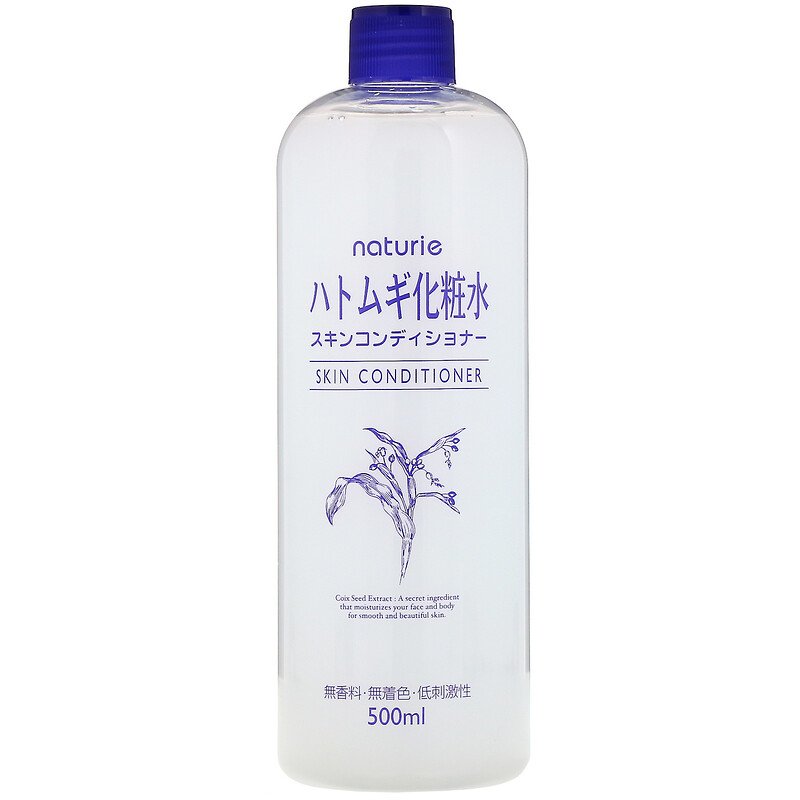 naturie
ハトムギ化粧水
スキンコンディショナー
SKIN CONDITIONER
Coix Seed Extract : A secret ingredient
that moisturizes your face and body
for smooth and beautiful skin.
無香料・無着色・低刺激性
500ml